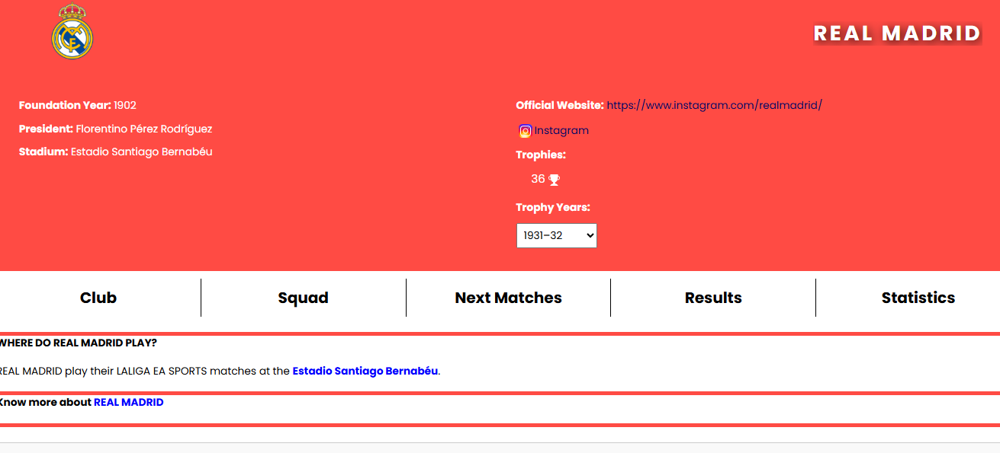 REAL MADRID
Foundation Year: 1902
President: Florentino Pérez Rodríguez
Stadium: Estadio Santiago Bernabéu
Official Website: https://www.instagram.com/realmadrid/
Instagram
Trophies:
36
Trophy Years:
1931–32
Club
Squad
Next Matches
Results
Statistics
WHERE DO REAL MADRID PLAY?
REAL MADRID play their LALIGA EA SPORTS matches at the Estadio Santiago Bernabéu.
Know more about REAL MADRID